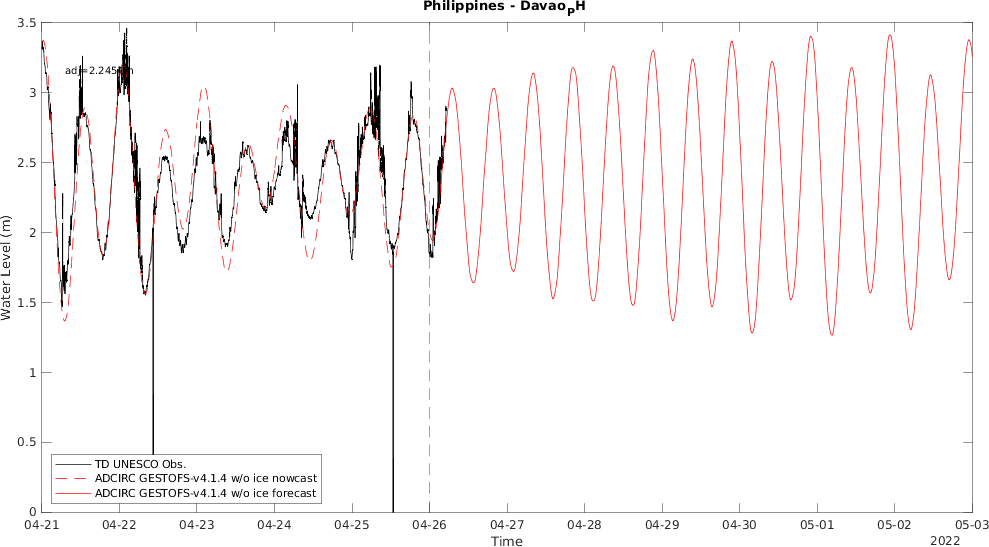 Philippines - DavaoPH
3.5
adj=2.245
3
2.5
2
1.5
1
0.5
0
Water Level (m)
TD UNESCO Obs.
ADCIRC GESTOFS-v4.1.4 w/o ice nowcast
ADCIRC GESTOFS-v4.1.4 w/o ice forecast
04-21 04-22 04-23 04-24 04-25 04-26 04-27 04-28 04-29 04-30 05-01 05-02 05-03
Time
2022